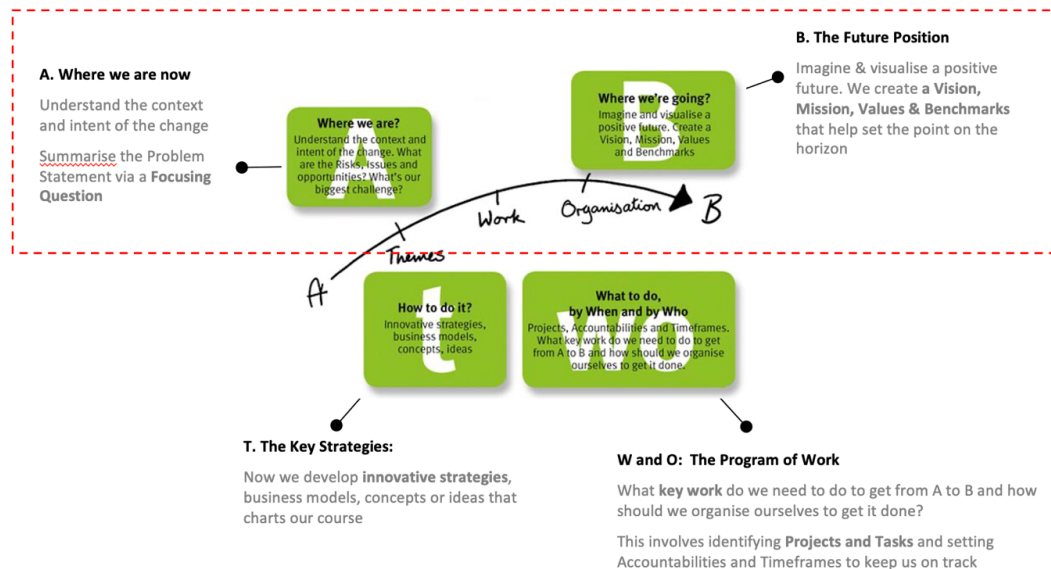 A. Where we are now
Understand the context
and intent of the change
Summarise the Problem
Statement via a Focusing
Question
B. The Future Position
Imagine & visualise a positive
future. We create a Vision,
Mission, Values & Benchmarks
that help set the point on the
horizon
A
Where we are?
Understand the context and
intent of the change. What
are the Risks, Issues and
opportunities? What's our
biggest challenge?
B
Where we're going?
Imagine and visualise a
positive future. Create a
Vision, Mission, Values
and Benchmarks
A
Themes
Work
Organisation
B
t
How to do it?
Innovative strategies,
business models,
concepts, ideas
wo
What to do,
by When and by Who
Projects, Accountabilities and Timeframes.
What key work do we need to do to get
from A to B and how should we organise
ourselves to get it done.
T. The Key Strategies:
Now we develop innovative strategies,
business models, concepts or ideas that
charts our course
W and O: The Program of Work
What key work do we need to do to get from A to B and how
should we organise ourselves to get it done?
This involves identifying Projects and Tasks and setting
Accountabilities and Timeframes to keep us on track